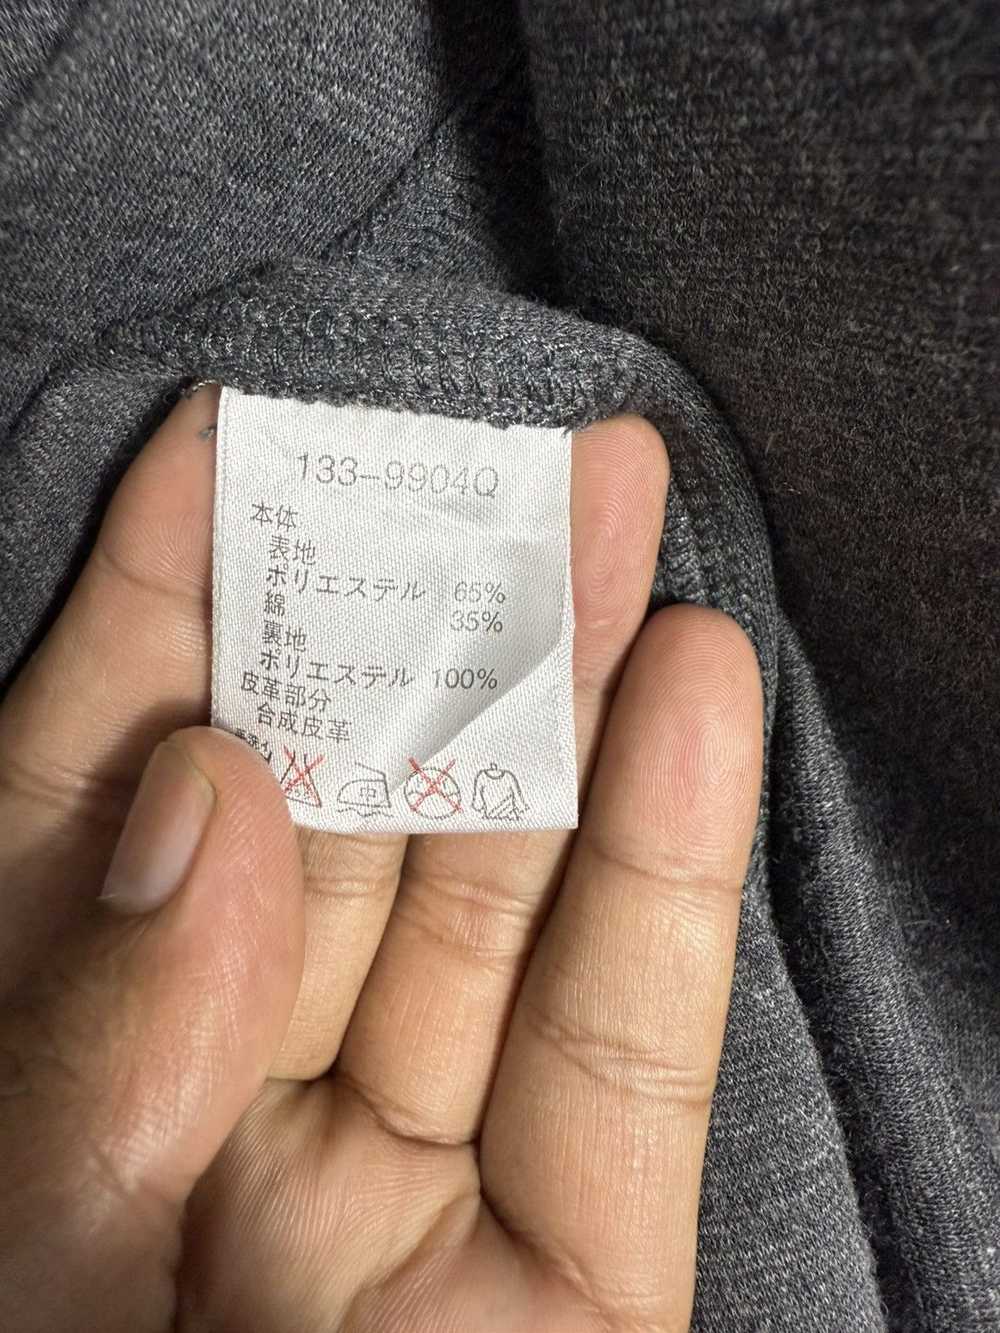 133-9904Q
本体
表地
ポリエステル 65%
綿 35%
裏地
ポリエステル 100%
皮革部分
合成皮革
中